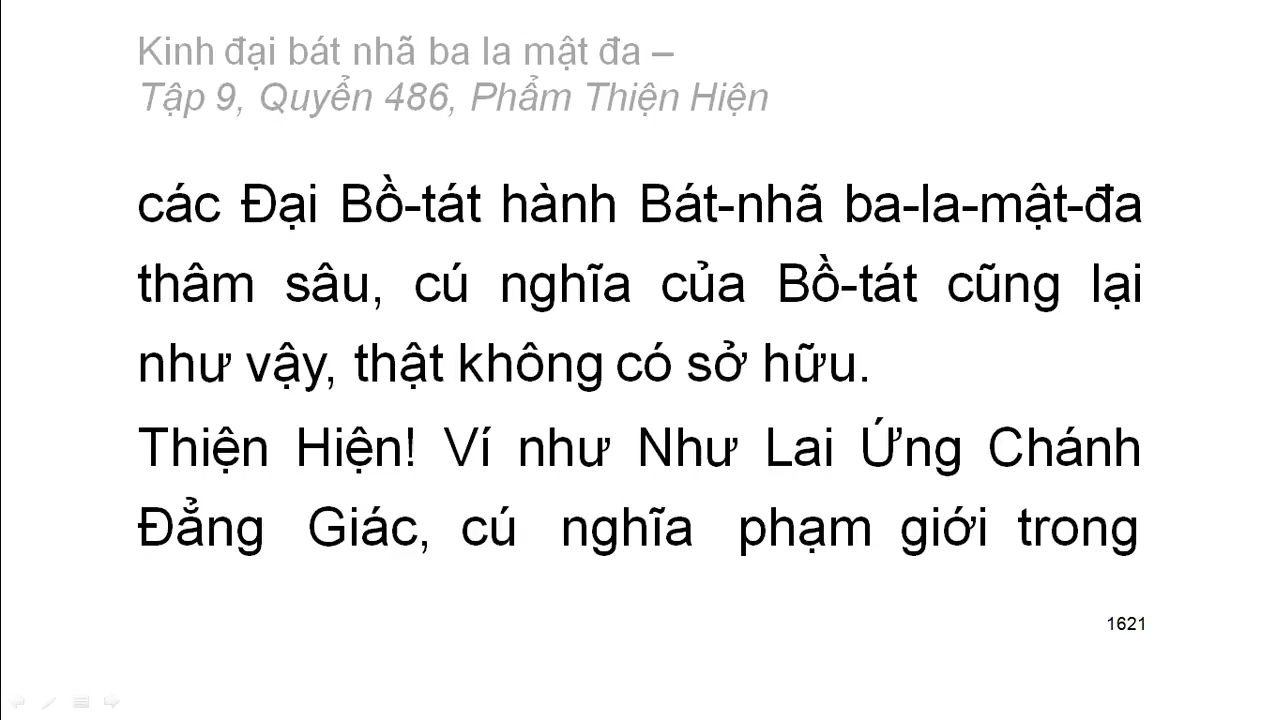 Kinh đại bát nhã ba la mật đa –
Tập 9, Quyển 486, Phẩm Thiện Hiện
các Đại Bồ-tát hành Bát-nhã ba-la-mật-đa
thâm sâu, cú nghĩa của Bồ-tát cũng lại
như vậy, thật không có sở hữu.
Thiện Hiện! Ví như Như Lai Ứng Chánh
Đẳng Giác, cú nghĩa phạm giới trong
1621